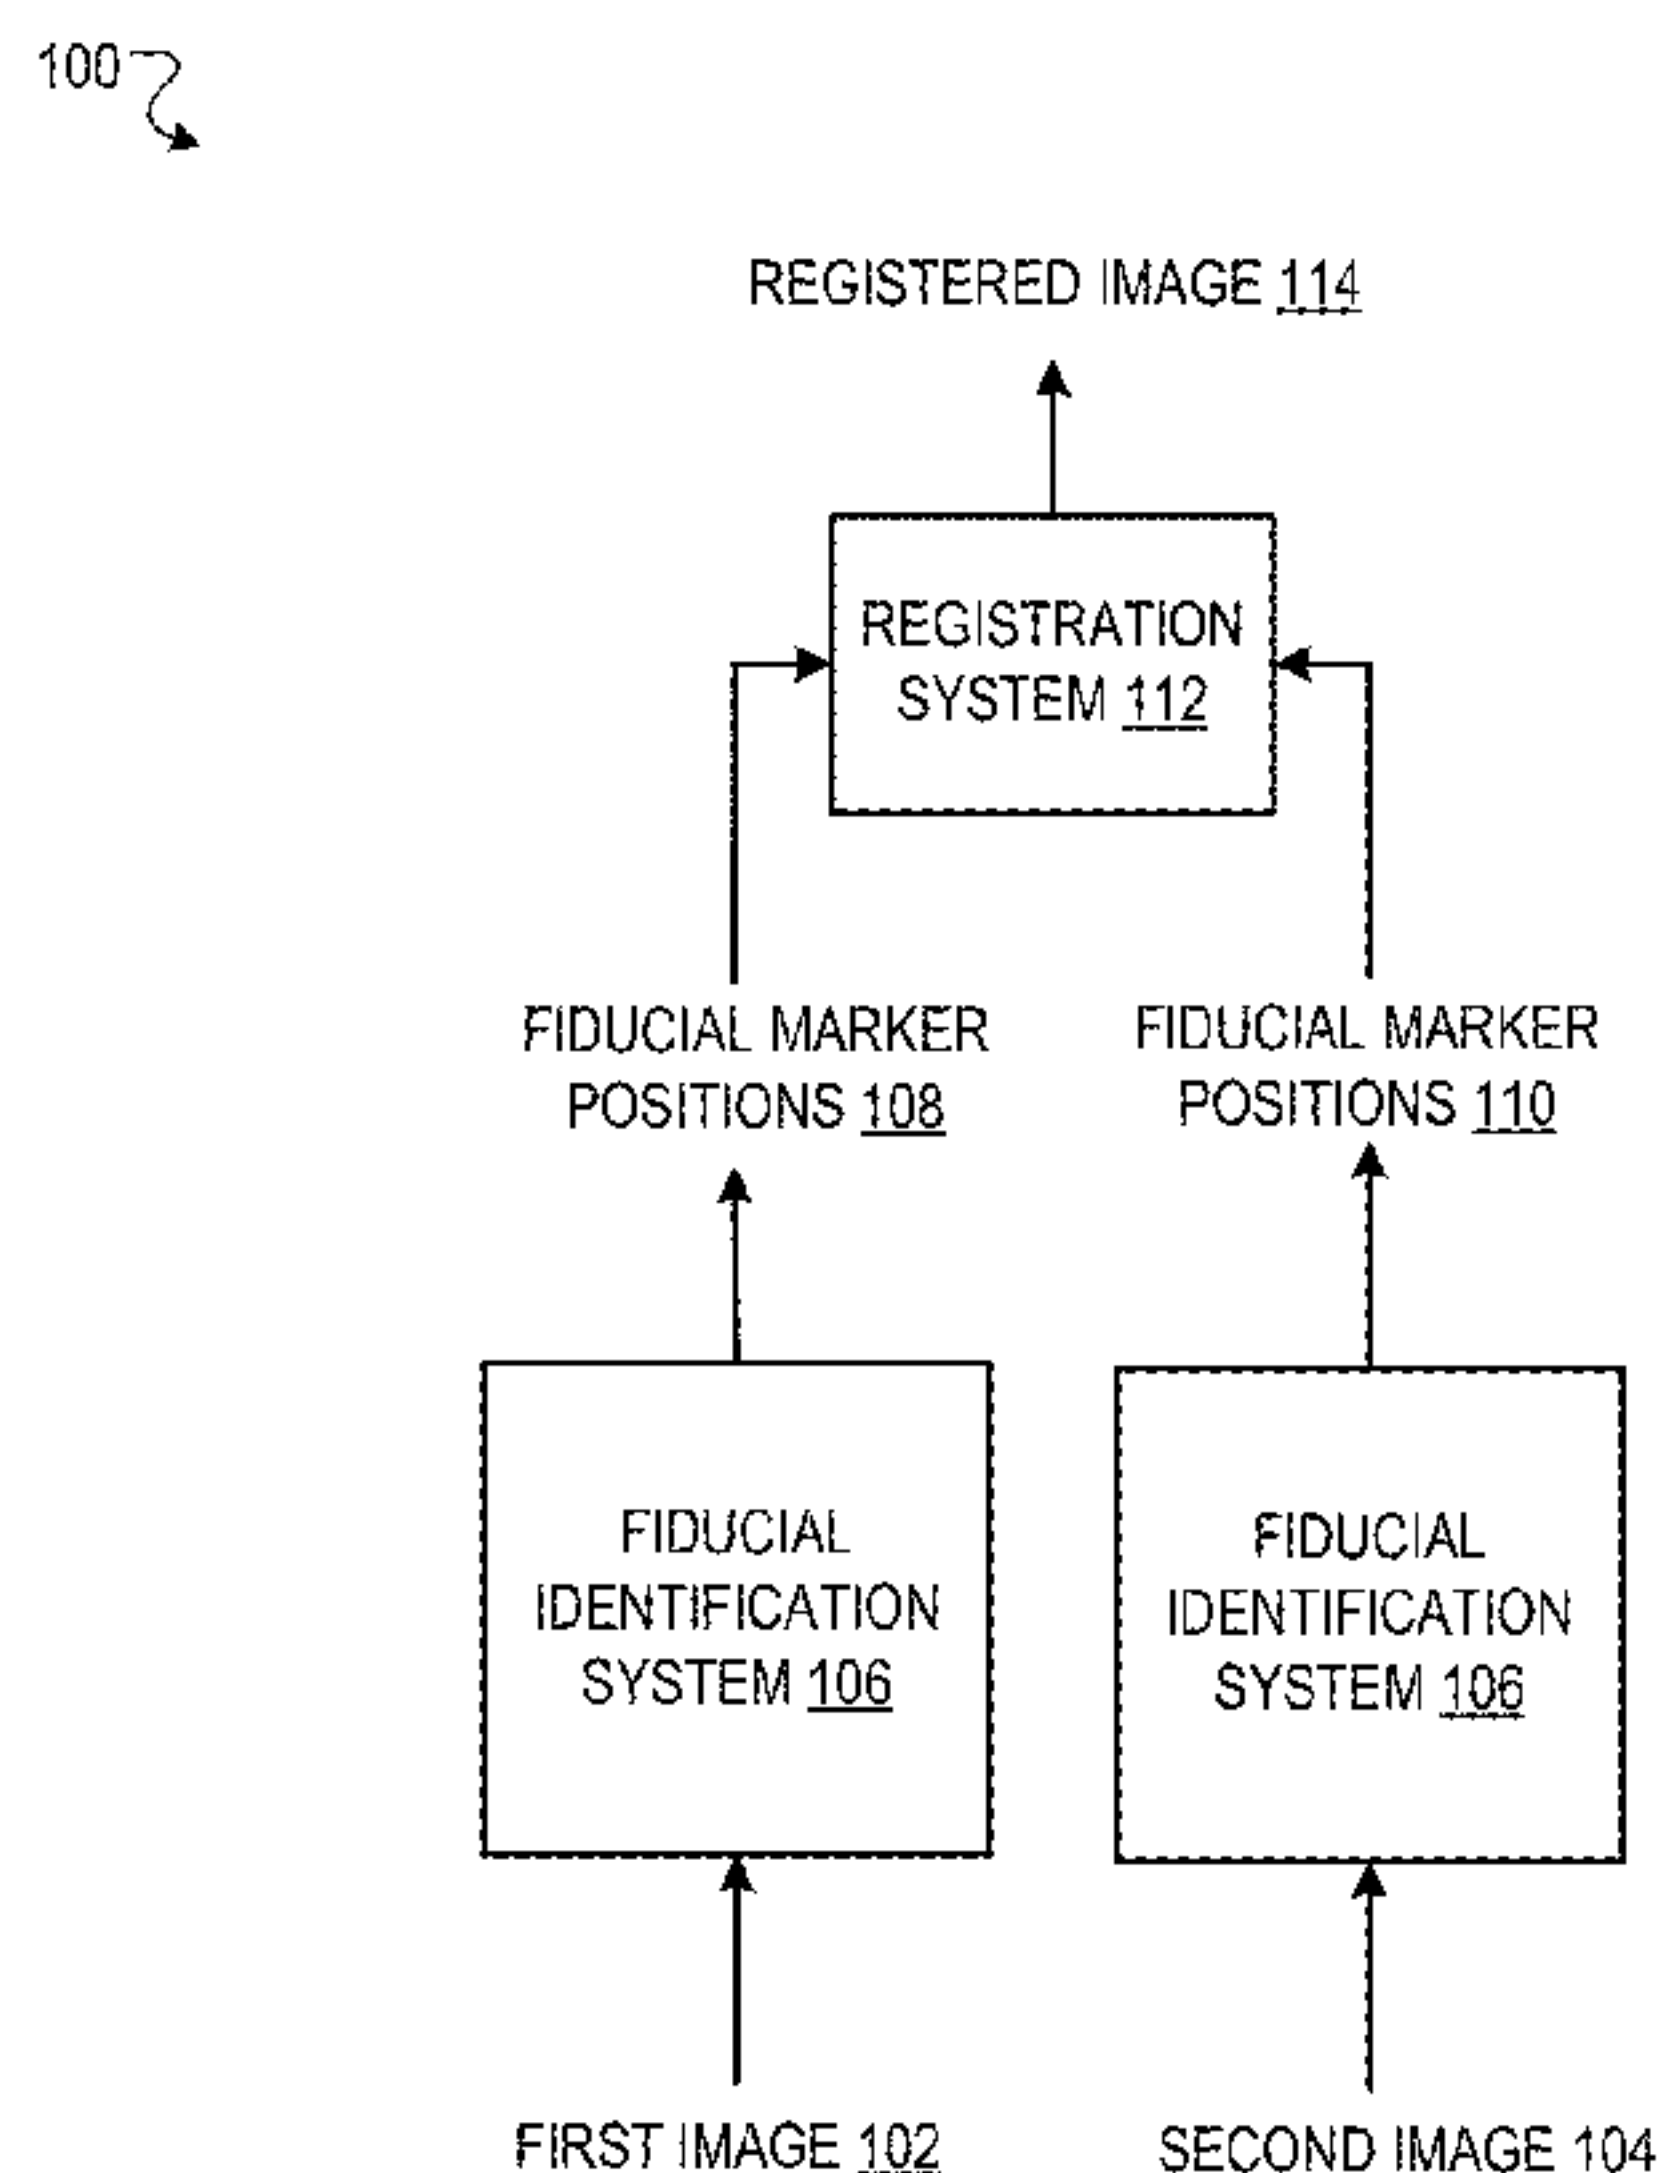 100
REGISTERED IMAGE 114
REGISTRATION
SYSTEM 112
FIDUCIAL MARKER
POSITIONS 108
FIDUCIAL MARKER
POSITIONS 110
FIDUCIAL
IDENTIFICATION
SYSTEM 106
FIDUCIAL
IDENTIFICATION
SYSTEM 106
FIRST IMAGE 102
SECOND IMAGE 104